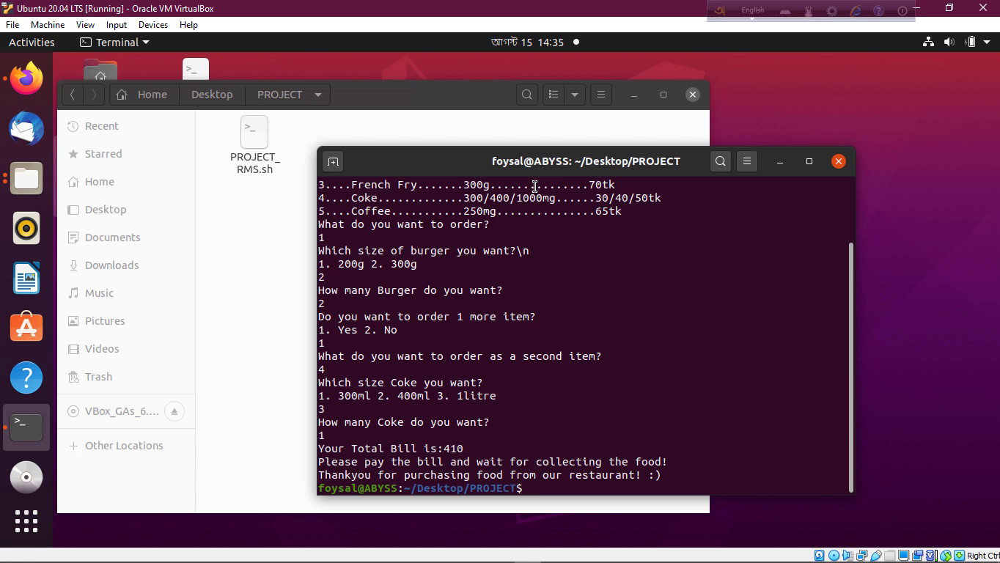 Ubuntu 20.04 LTS [Running] - Oracle VM VirtualBox
English
File Machine View Input Devices Help
Activities Terminal আগস্ট 15 14:35
Home Desktop PROJECT
Recent
Starred
Home
Desktop
Documents
Downloads
Music
Pictures
Videos
Trash
VBox_GAs_6....
Other Locations
PROJECT_
RMS.sh
foysal@ABYSS: ~/Desktop/PROJECT
3....French Fry.......300g...............70tk
4....Coke.............300/400/1000mg......30/40/50tk
5....Coffee...........250mg...............65tk
What do you want to order?
1
Which size of burger you want?\n
1. 200g 2. 300g
2
How many Burger do you want?
2
Do you want to order 1 more item?
1. Yes 2. No
1
What do you want to order as a second item?
4
Which size Coke you want?
1. 300ml 2. 400ml 3. 1litre
3
How many Coke do you want?
1
Your Total Bill is:410
Please pay the bill and wait for collecting the food!
Thankyou for purchasing food from our restaurant! :)
foysal@ABYSS:~/Desktop/PROJECT$
Right Ctrl